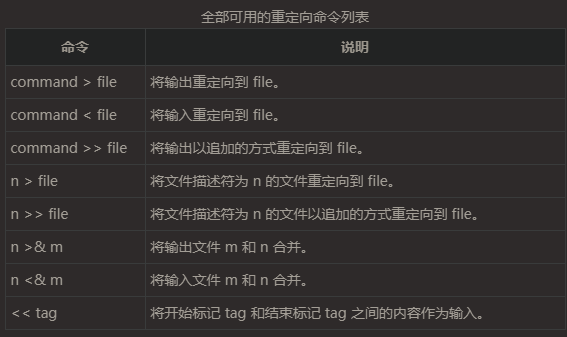 全部可用的重定向命令列表
命令 说明
command > file 将输出重定向到 file。
command < file 将输入重定向到 file。
command >> file 将输出以追加的方式重定向到 file。
n > file 将文件描述符为 n 的文件重定向到 file。
n >> file 将文件描述符为 n 的文件以追加的方式重定向到 file。
n >& m 将输出文件 m 和 n 合并。
n <& m 将输入文件 m 和 n 合并。
<< tag 将开始标记 tag 和结束标记 tag 之间的内容作为输入。